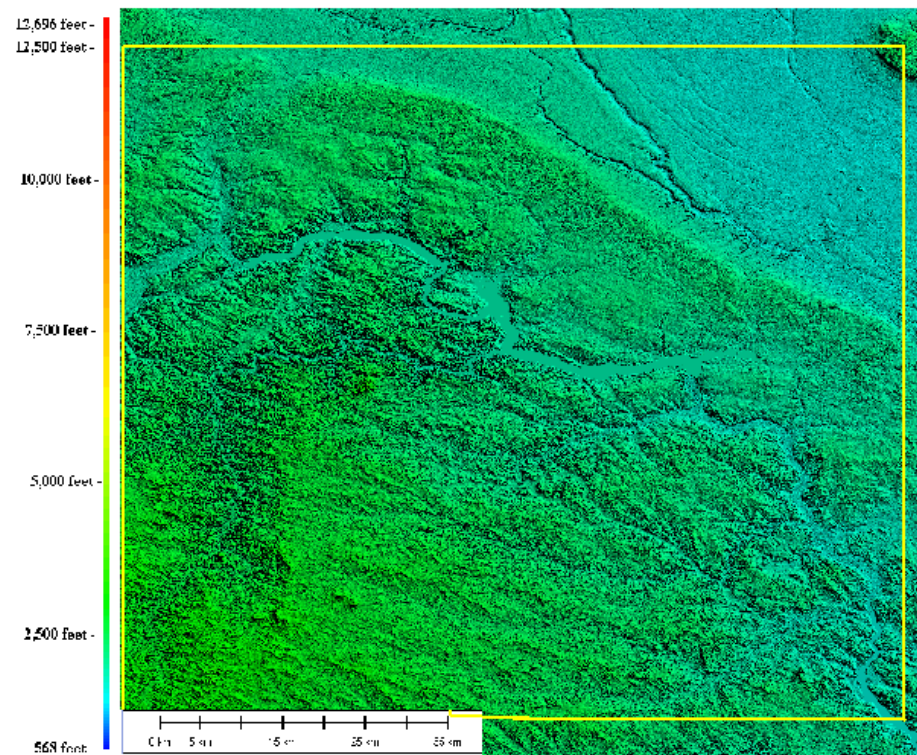 12,696 feet
12,500 feet -
10,000 feet -
7,500 feet -
5,000 feet -
2,500 feet -
568 feet
0 km 5 km 15 km 25 km 35 km